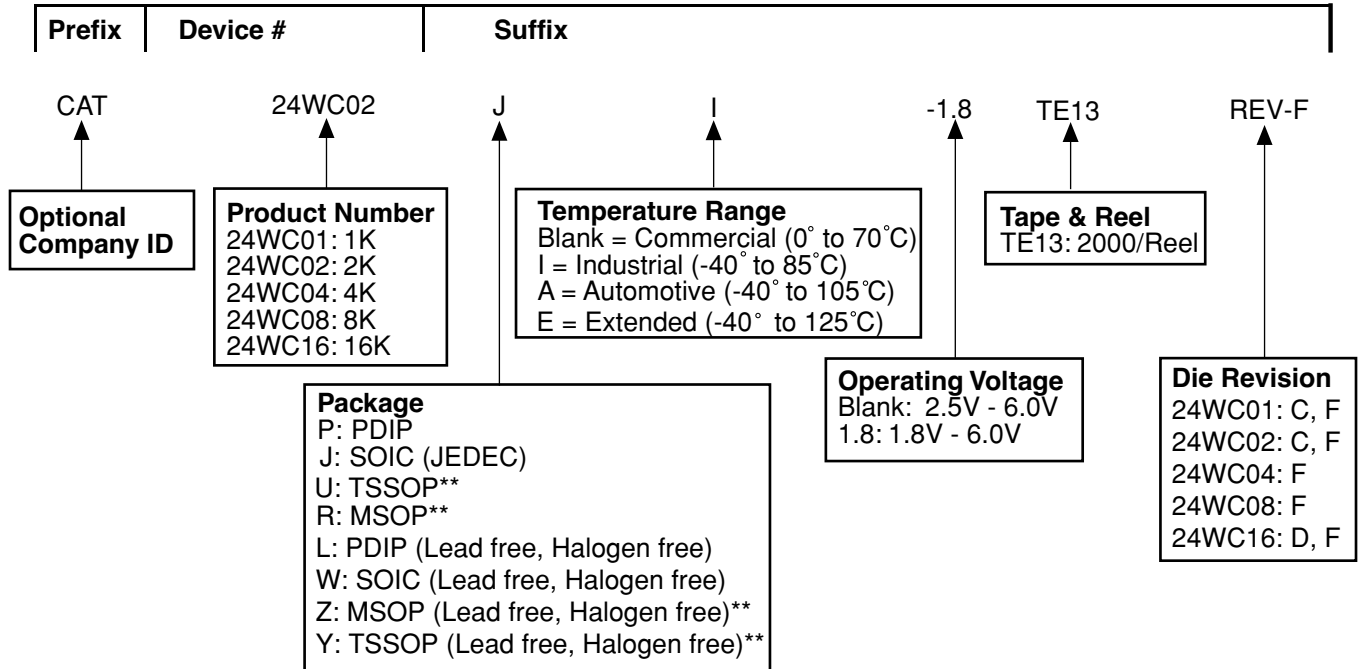 Prefix Device # Suffix
CAT 24WC02 J I -1.8 TE13 REV-F
Optional
Company ID
Product Number
24WC01: 1K
24WC02: 2K
24WC04: 4K
24WC08: 8K
24WC16: 16K
Temperature Range
Blank = Commercial (0˚ to 70˚C)
I = Industrial (-40˚ to 85˚C)
A = Automotive (-40˚ to 105˚C)
E = Extended (-40˚ to 125˚C)
Tape & Reel
TE13: 2000/Reel
Package
P: PDIP
J: SOIC (JEDEC)
U: TSSOP**
R: MSOP**
L: PDIP (Lead free, Halogen free)
W: SOIC (Lead free, Halogen free)
Z: MSOP (Lead free, Halogen free)**
Y: TSSOP (Lead free, Halogen free)**
Operating Voltage
Blank: 2.5V - 6.0V
1.8: 1.8V - 6.0V
Die Revision
24WC01: C, F
24WC02: C, F
24WC04: F
24WC08: F
24WC16: D, F